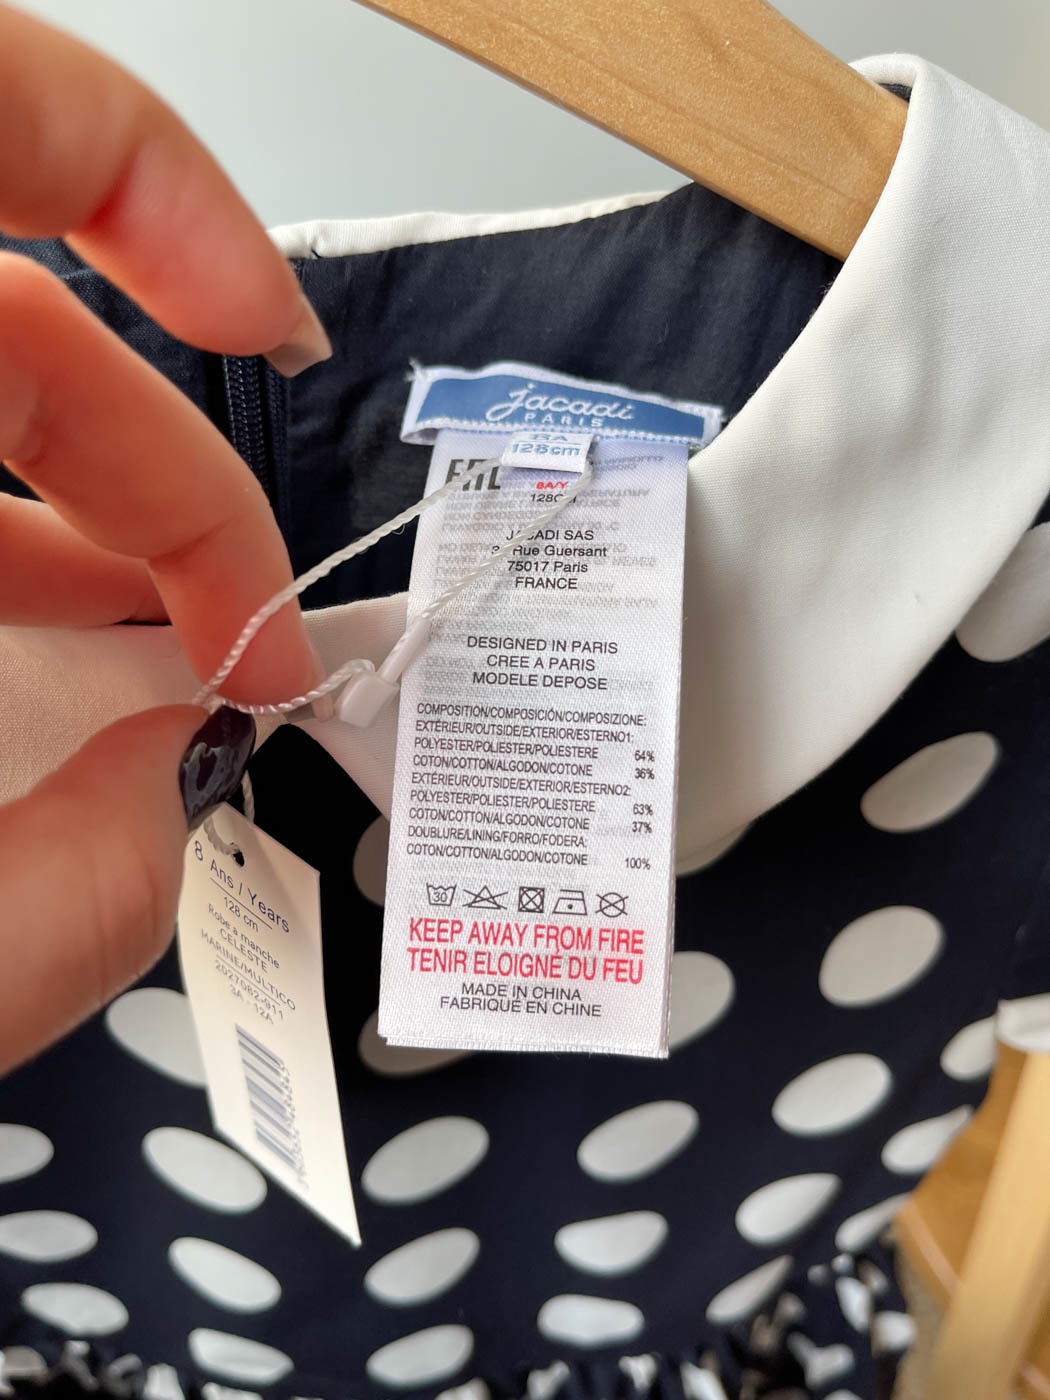 jacadi
PARIS
8A
128cm
EAC
8A/Y
JACADI SAS
Rue Guersant
75017 Paris
FRANCE
DESIGNED IN PARIS
CREE A PARIS
MODELE DEPOSE
COMPOSITION/COMPOSICIÓN/COMPOSIZIONE:
EXTÉRIEUR/OUTSIDE/EXTERIOR/ESTERNO1:
POLYESTER/POLIESTER/POLIESTERE 64%
COTON/COTTON/ALGODON/COTONE 36%
EXTÉRIEUR/OUTSIDE/EXTERIOR/ESTERNO2:
POLYESTER/POLIESTER/POLIESTERE 63%
COTON/COTTON/ALGODON/COTONE 37%
DOUBLURE/LINING/FORRO/FODERA:
COTON/COTTON/ALGODON/COTONE 100%
30
KEEP AWAY FROM FIRE
TENIR ELOIGNÉ DU FEU
MADE IN CHINA
FABRIQUE EN CHINE
8 Ans / Years
128 cm
Robe a manche
CELESTE
MARINE/MULTICO
2027082-911
3A - 12A